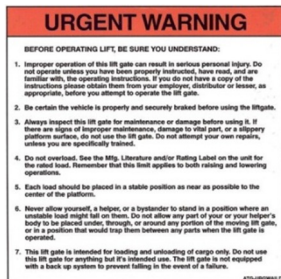 URGENT WARNING
BEFORE OPERATING LIFT, BE SURE YOU UNDERSTAND:
1. Improper operation of this lift gate can result in serious personal injury. Do
not operate unless you have been properly instructed, have read, and are
familiar with, the operating instructions. If you do not have a copy of the
instructions please obtain them from your employer, distributor or lesser, as
appropriate, before you attempt to operate the lift gate.
2. Be certain the vehicle is properly and securely braked before using the liftgate.
3. Always inspect this lift gate for maintenance or damage before using it. If
there are signs of improper maintenance, damage to vital part, or a slippery
platform surface, do not use the lift gate. Do not attempt your own repairs,
unless you are specifically trained.
4. Do not overload. See the Mfg. Literature and/or Rating Label on the unit for
the rated load. Remember that this limit applies to both raising and lowering
operations.
5. Each load should be placed in a stable position as near as possible to the
center of the platform.
6. Never allow yourself, a helper, or a bystander to stand in a position where an
unstable load might fall on them. Do not allow any part of your or your helper's
body to be placed under, through, or around any portion of the moving lift gate,
or in a position that would trap them between any parts when the lift gate is
operated.
7. This lift gate is intended for loading and unloading of cargo only. Do not use
this lift gate for anything but it's intended use. The lift gate is not equipped
with a back up system to prevent falling in the event of a failure.